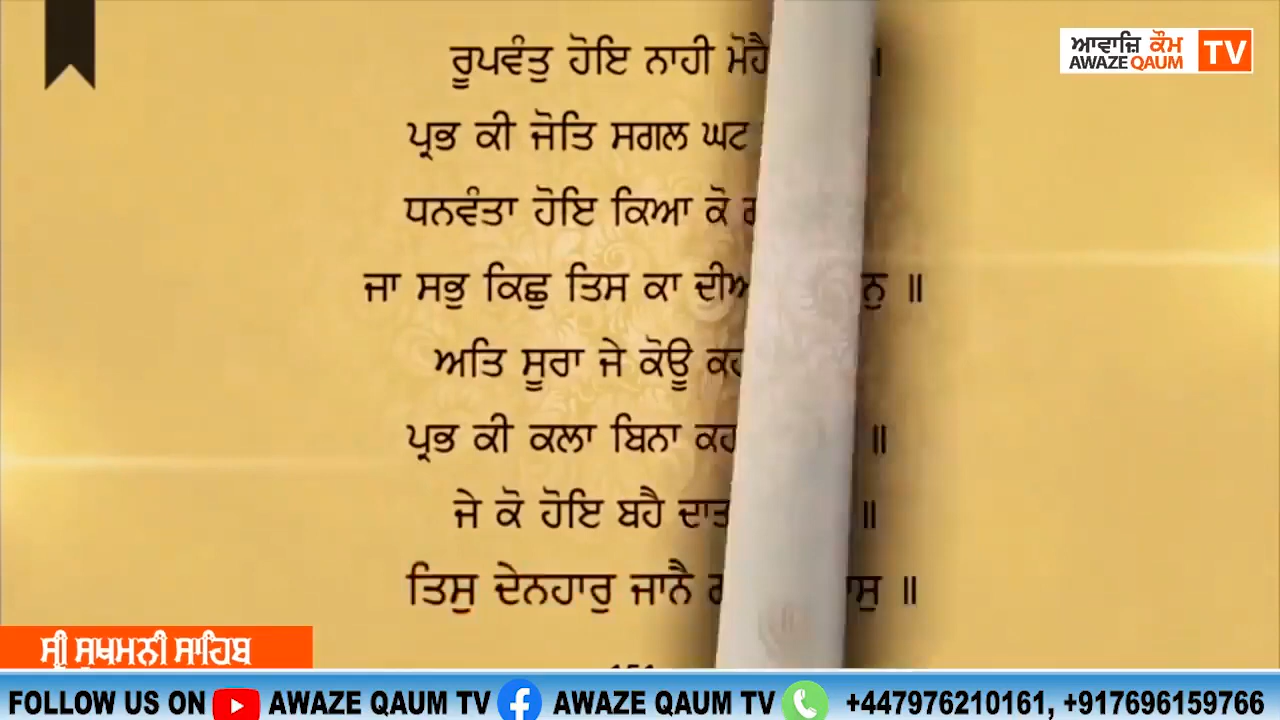 ਰੂਪਵੰਤੁ ਹੋਇ ਨਾਹੀ ਮੋਹੈ ॥
ਪ੍ਰਭ ਕੀ ਜੋਤਿ ਸਗਲ ਘਟ
ਧਨਵੰਤਾ ਹੋਇ ਕਿਆ ਕੋ
ਜਾ ਸਭੁ ਕਿਛੁ ਤਿਸ ਕਾ ॥
ਅਤਿ ਸੂਰਾ ਜੇ ਕੋਊ
ਪ੍ਰਭ ਕੀ ਕਲਾ ਬਿਨਾ ॥
ਜੇ ਕੋ ਹੋਇ ਬਹੈ ॥
ਤਿਸੁ ਦੇਨਹਾਰੁ ਜਾਨੈ ॥
ਆਵਾਜ਼ਿ ਕੌਮ
AWAZE QAUM TV
ਸ੍ਰੀ ਸੁਖਮਨੀ ਸਾਹਿਬ
FOLLOW US ON AWAZE QAUM TV AWAZE QAUM TV +447976210161, +917696159766